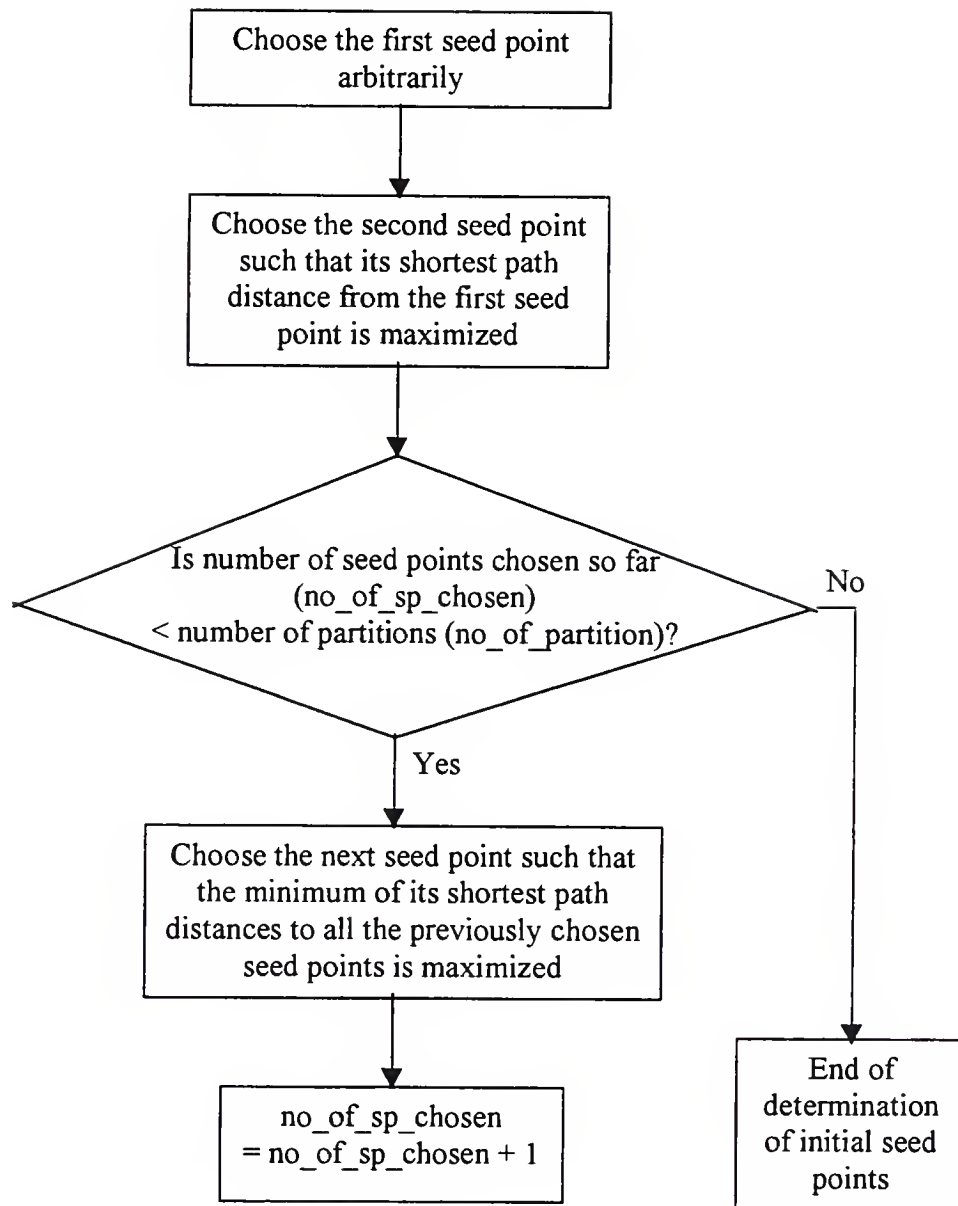 Choose the first seed point
arbitrarily
Choose the second seed point
such that its shortest path
distance from the first seed
point is maximized
Is number of seed points chosen so far
(no_of_sp_chosen)
< number of partitions (no_of_partition)?
No
Yes
Choose the next seed point such that
the minimum of its shortest path
distances to all the previously chosen
seed points is maximized
no_of_sp_chosen
= no_of_sp_chosen + 1
End of
determination
of initial seed
points